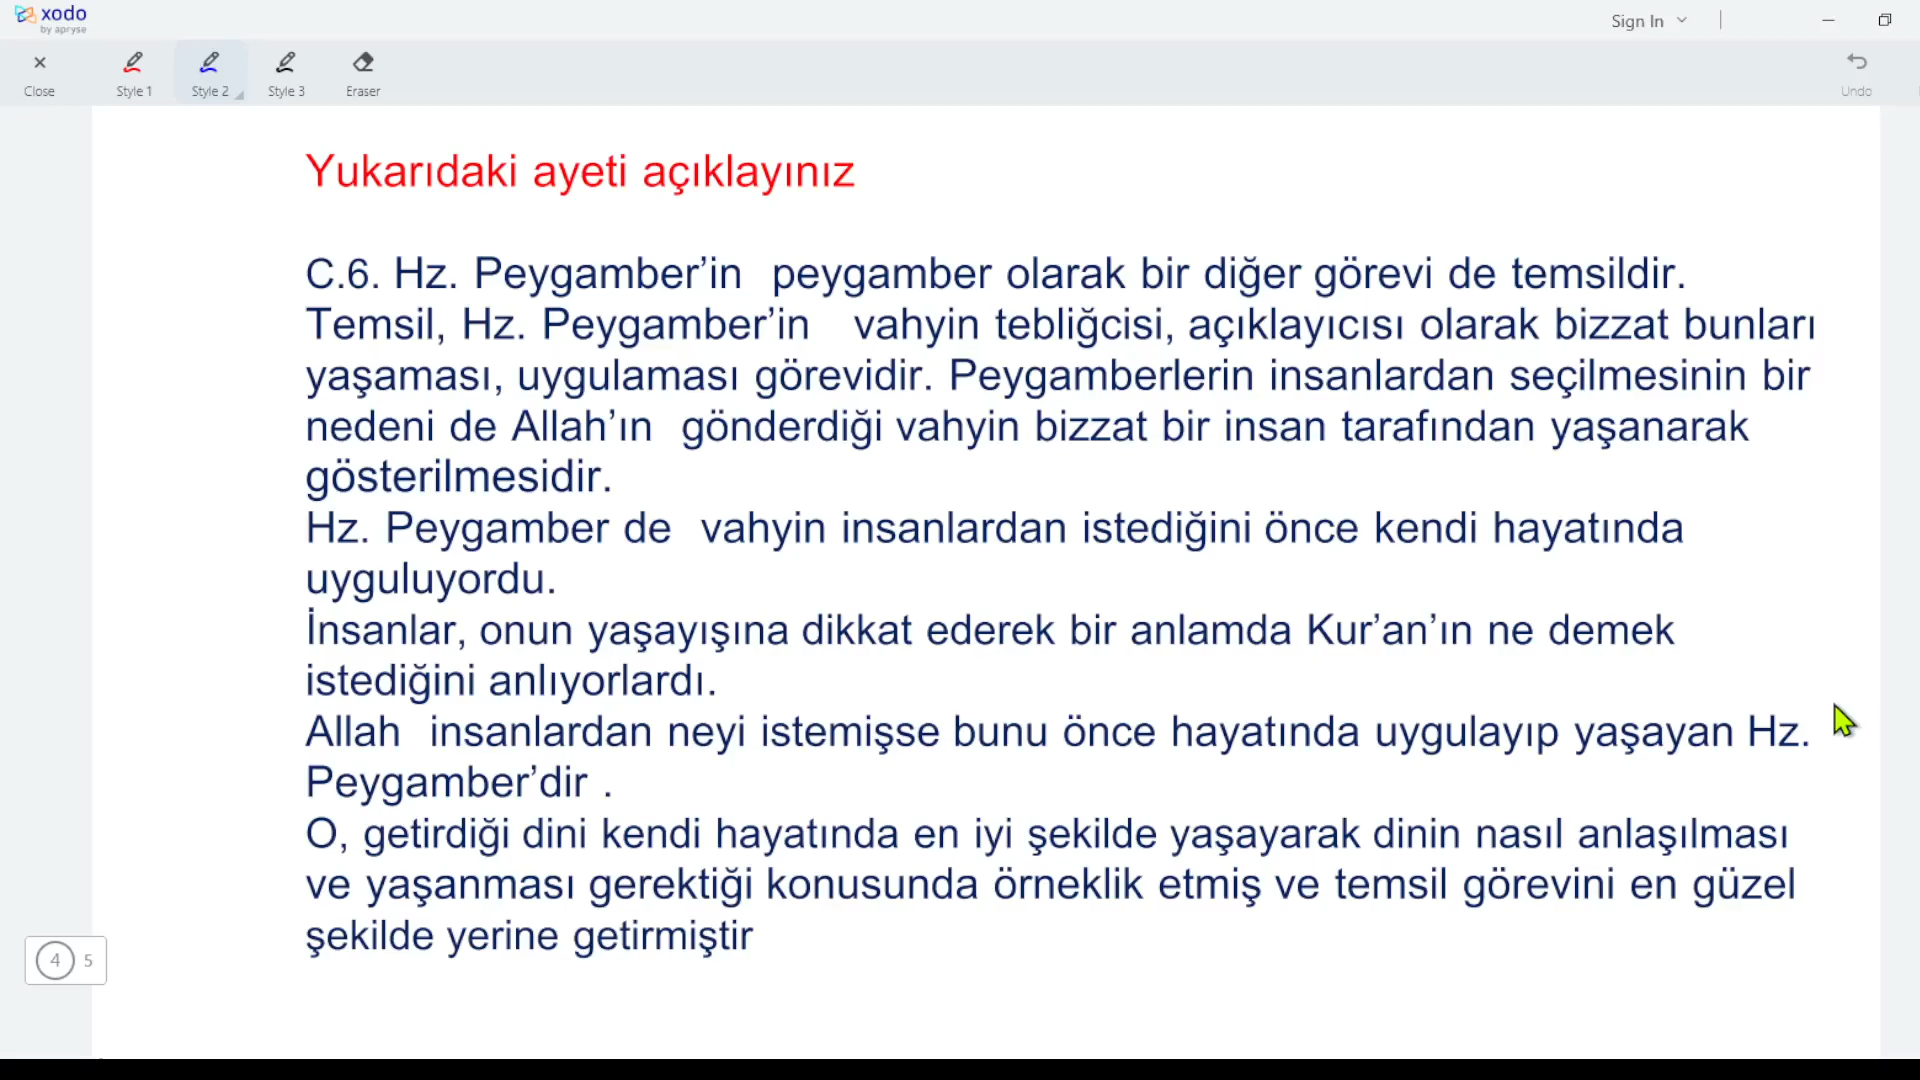 xodo
by apryse
Sign In
Close
Style 1
Style 2
Style 3
Eraser
Undo
Yukarıdaki ayeti açıklayınız
C.6. Hz. Peygamber’in peygamber olarak bir diğer görevi de temsildir.
Temsil, Hz. Peygamber’in vahyin tebliğcisi, açıklayıcısı olarak bizzat bunları
yaşaması, uygulaması görevidir. Peygamberlerin insanlardan seçilmesinin bir
nedeni de Allah’ın gönderdiği vahyin bizzat bir insan tarafından yaşanarak
gösterilmesidir.
Hz. Peygamber de vahyin insanlardan istediğini önce kendi hayatında
uyguluyordu.
İnsanlar, onun yaşayışına dikkat ederek bir anlamda Kur’an’ın ne demek
istediğini anlıyorlardı.
Allah insanlardan neyi istemişse bunu önce hayatında uygulayıp yaşayan Hz.
Peygamber’dir .
O, getirdiği dini kendi hayatında en iyi şekilde yaşayarak dinin nasıl anlaşılması
ve yaşanması gerektiği konusunda örneklik etmiş ve temsil görevini en güzel
şekilde yerine getirmiştir
4 5